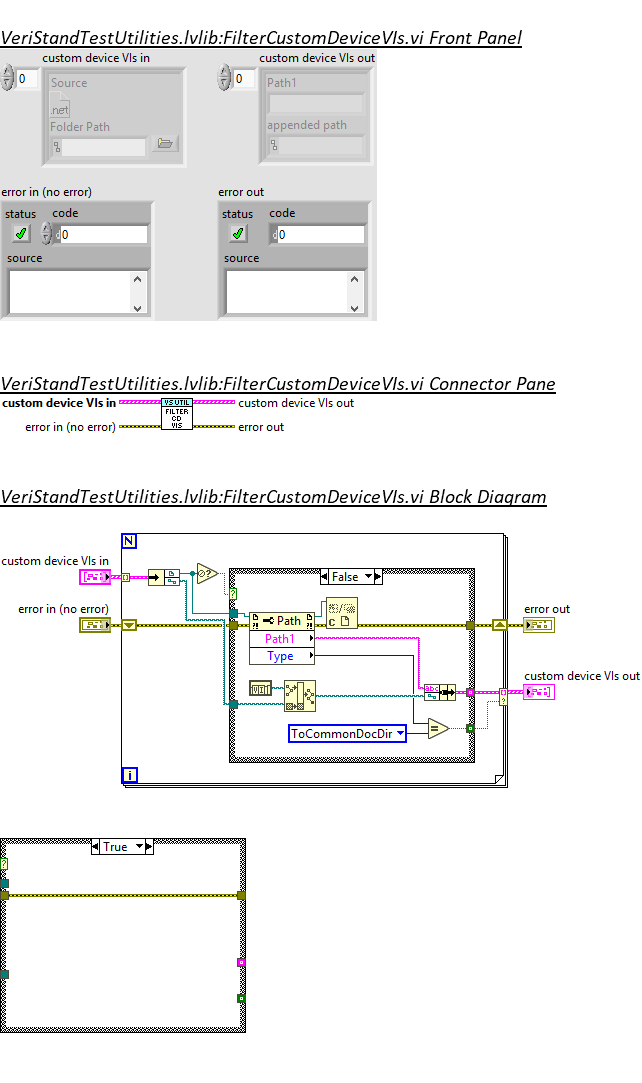 VeriStandTestUtilities.lvlib:FilterCustomDeviceVIs.vi Front Panel
custom device VIs in
custom device VIs out
0
Source
.net
Folder Path
0
Path1
appended path
error in (no error)
error out
status
code
d0
source
status
code
d0
source
VeriStandTestUtilities.lvlib:FilterCustomDeviceVIs.vi Connector Pane
custom device VIs in
VS UTIL
FILTER
CD
VIS
custom device VIs out
error in (no error)
error out
VeriStandTestUtilities.lvlib:FilterCustomDeviceVIs.vi Block Diagram
N
custom device VIs in
?
False
error in (no error)
Path
Path1
Type
C
error out
custom device VIs out
abc
VI
ToCommonDocDir
=
i
True
?